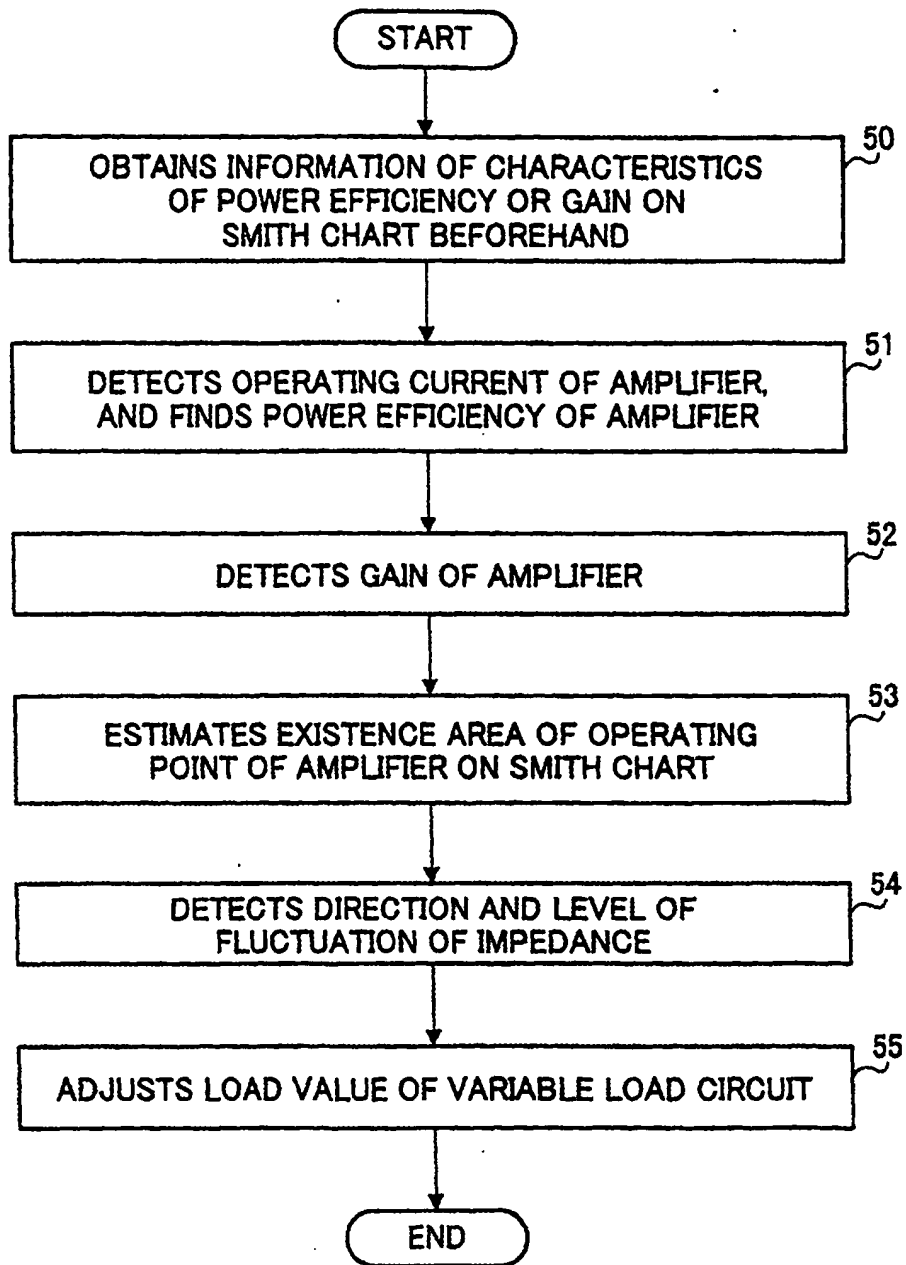 START
50
OBTAINS INFORMATION OF CHARACTERISTICS
OF POWER EFFICIENCY OR GAIN ON
SMITH CHART BEFOREHAND
51
DETECTS OPERATING CURRENT OF AMPLIFIER,
AND FINDS POWER EFFICIENCY OF AMPLIFIER
52
DETECTS GAIN OF AMPLIFIER
53
ESTIMATES EXISTENCE AREA OF OPERATING
POINT OF AMPLIFIER ON SMITH CHART
54
DETECTS DIRECTION AND LEVEL OF
FLUCTUATION OF IMPEDANCE
55
ADJUSTS LOAD VALUE OF VARIABLE LOAD CIRCUIT
END